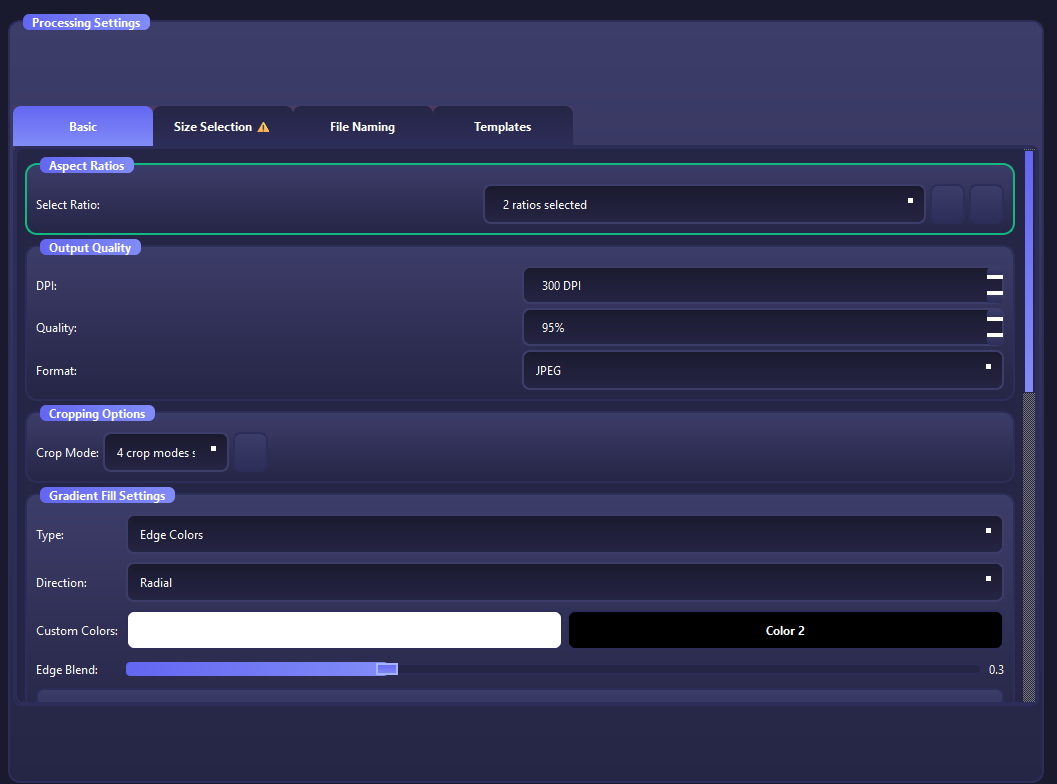 Processing Settings
Basic
Size Selection ⚠
File Naming
Templates
Aspect Ratios
Select Ratio:
2 ratios selected
Output Quality
DPI:
300 DPI
Quality:
95%
Format:
JPEG
Cropping Options
Crop Mode:
4 crop modes s
Gradient Fill Settings
Type:
Edge Colors
Direction:
Radial
Custom Colors:
Color 2
Edge Blend:
0.3